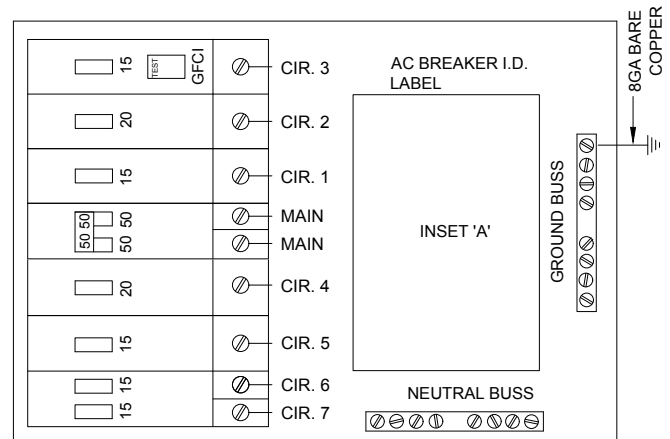 15
TEST
GFCI
CIR. 3
20
CIR. 2
15
CIR. 1
50 50
50
MAIN
50
50
MAIN
20
CIR. 4
15
CIR. 5
15
CIR. 6
15
CIR. 7
AC BREAKER I.D.
LABEL
INSET 'A'
GROUND BUSS
8GA BARE
COPPER
NEUTRAL BUSS